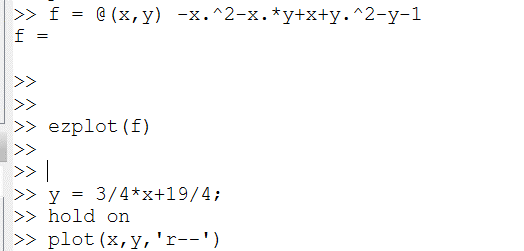 >> f = @(x,y) -x.^2-x.*y+x+y.^2-y-1
f =
>>
>>
>> ezplot(f)
>>
>> |
>> y = 3/4*x+19/4;
>> hold on
>> plot(x,y,'r--')